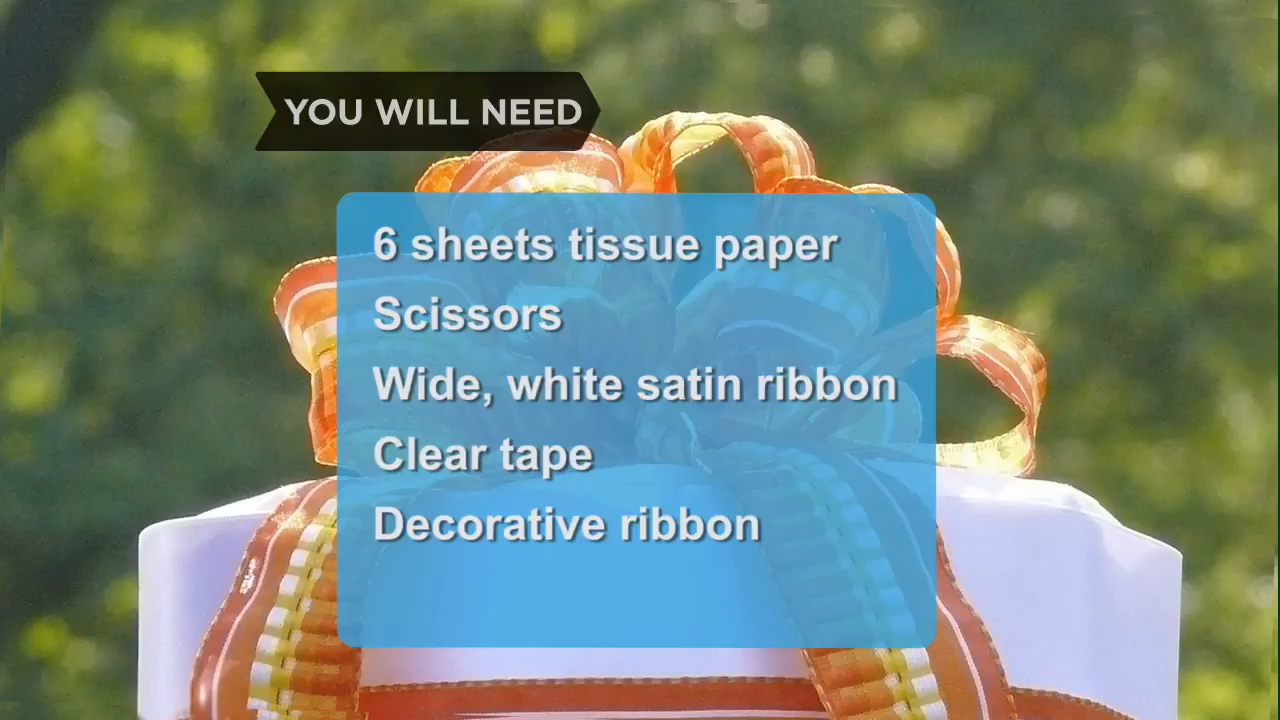 YOU WILL NEED
6 sheets tissue paper
Scissors
Wide, white satin ribbon
Clear tape
Decorative ribbon